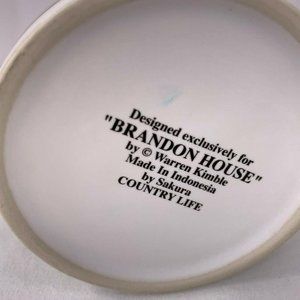 Designed exclusively for
"BRANDON HOUSE"
by © Warren Kimble
Made In Indonesia
by Sakura
COUNTRY LIFE